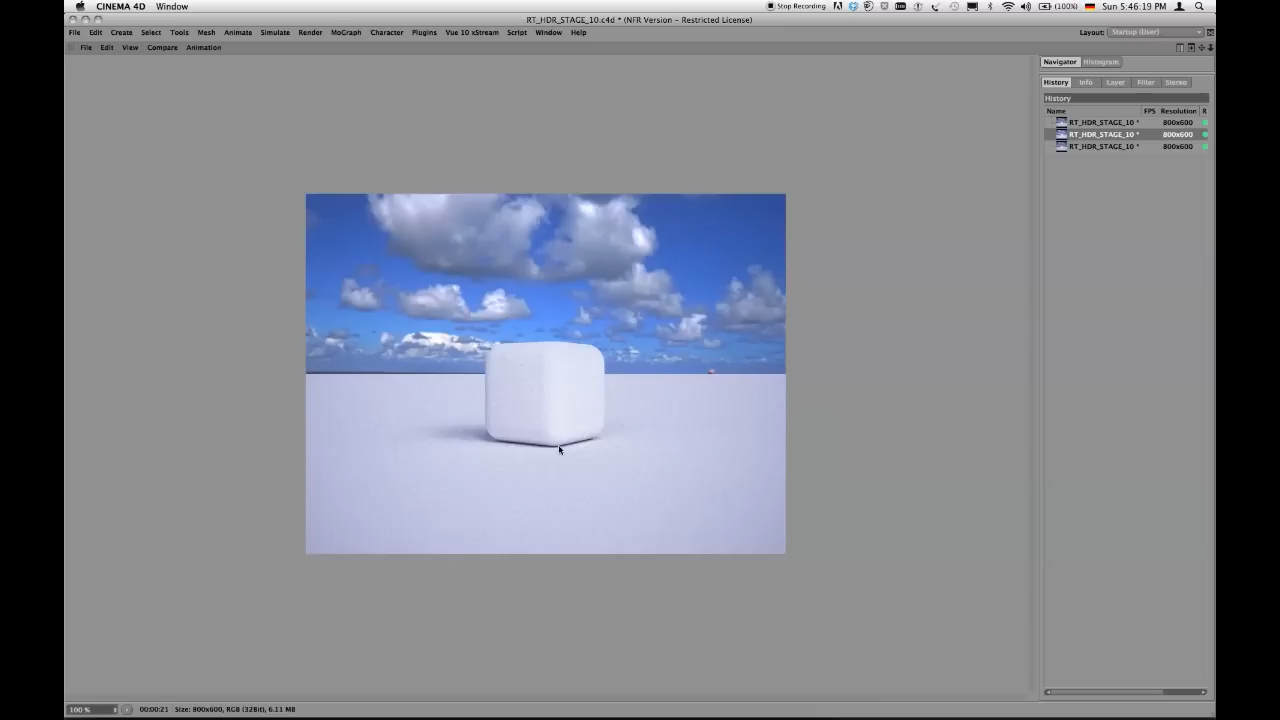 CINEMA 4D Window Stop Recording (100%) Sun 5:46:19 PM
RT_HDR_STAGE_10.c4d * (NFR Version - Restricted License)
File Edit Create Select Tools Mesh Animate Simulate Render MoGraph Character Plugins Vue 10 xStream Script Window Help Layout: Startup (User)
File Edit View Compare Animation
Navigator Histogram
History Info Layer Filter Stereo
History
Name FPS Resolution R
RT_HDR_STAGE_10 * 800x600
RT_HDR_STAGE_10 * 800x600
RT_HDR_STAGE_10 * 800x600
100 % 00:00:21 Size: 800x600, RGB (32Bit), 6.11 MB